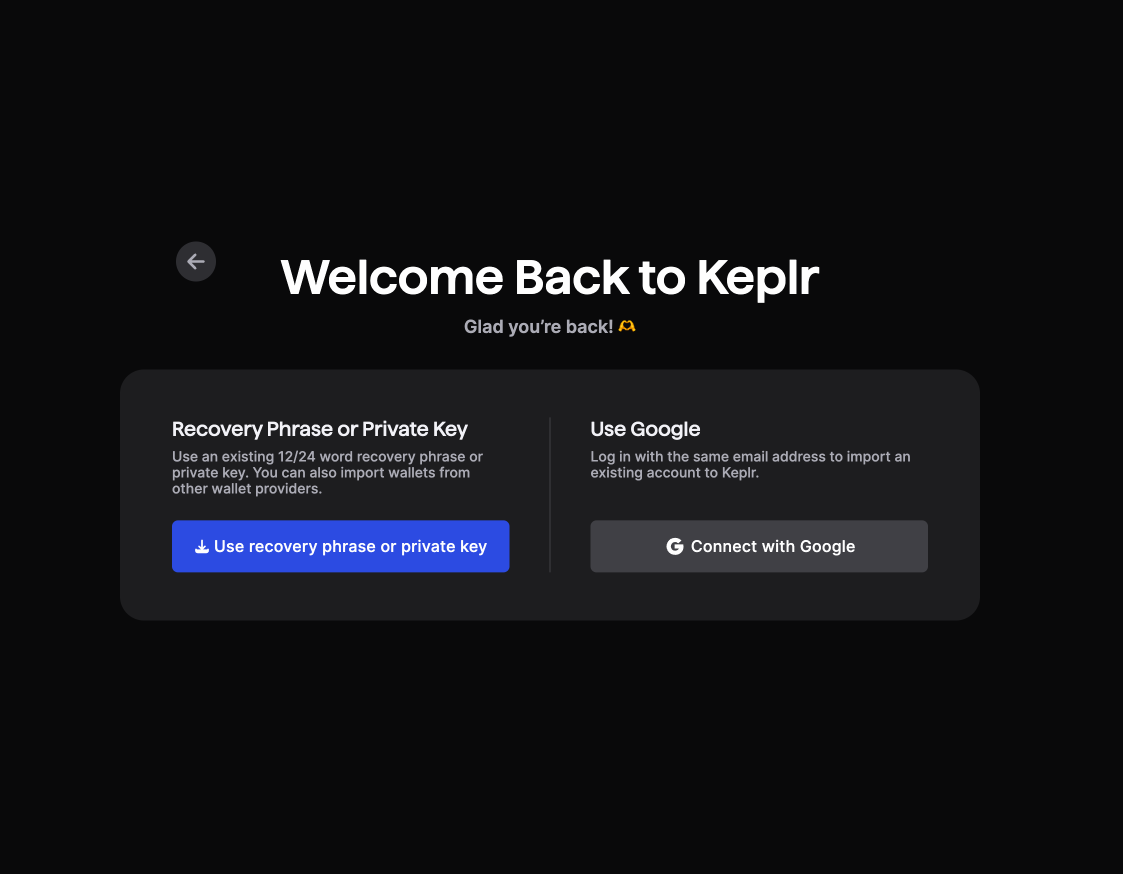 Welcome Back to Keplr
Glad you're back! 🫶
Recovery Phrase or Private Key
Use an existing 12/24 word recovery phrase or
private key. You can also import wallets from
other wallet providers.
Use recovery phrase or private key
Use Google
Log in with the same email address to import an
existing account to Keplr.
Connect with Google